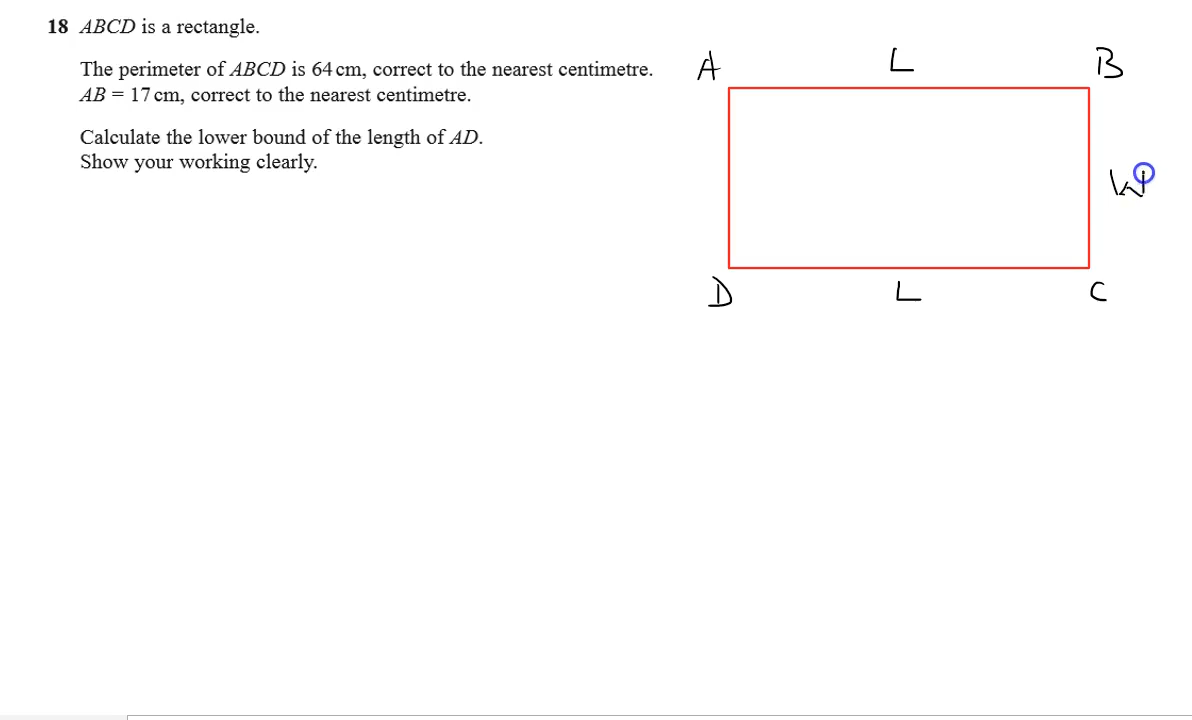 18 ABCD is a rectangle.
The perimeter of ABCD is 64 cm, correct to the nearest centimetre.
AB = 17 cm, correct to the nearest centimetre.
Calculate the lower bound of the length of AD.
Show your working clearly.
A L B
W
D L C